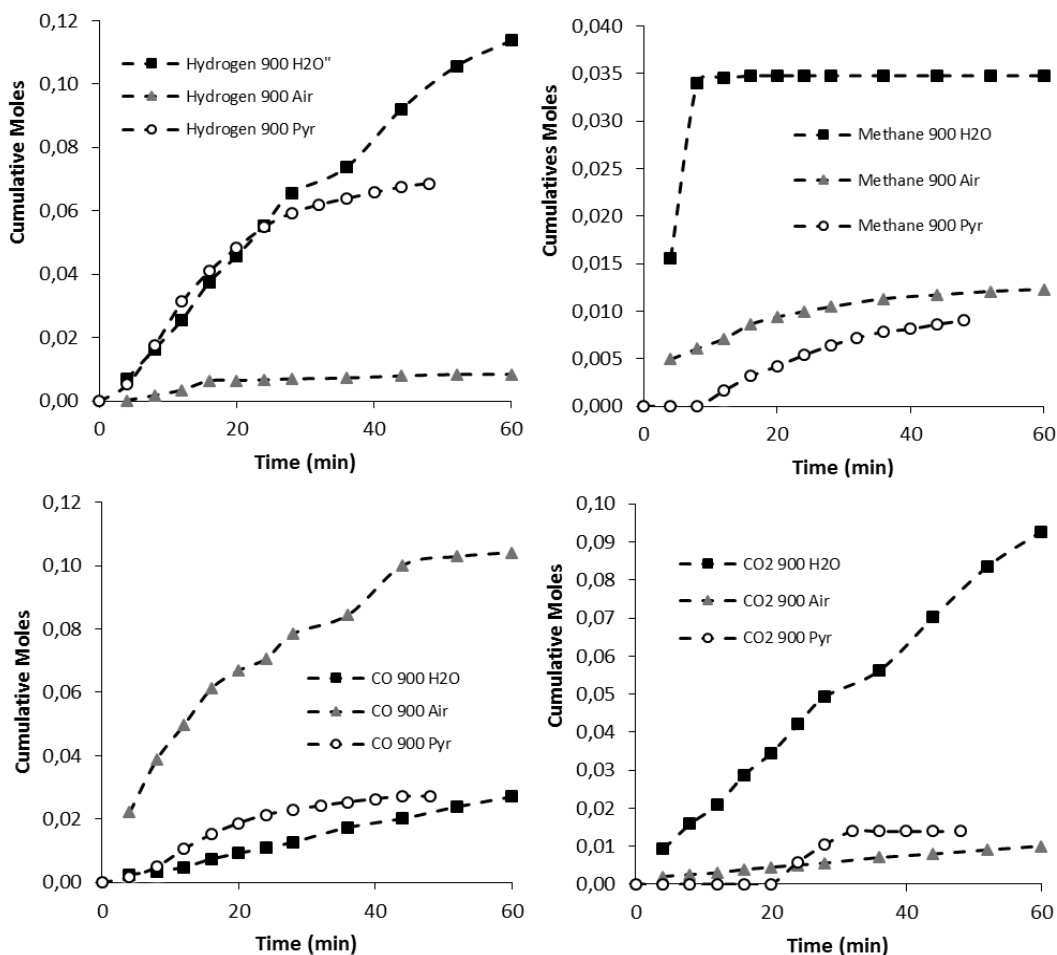 0,12
0,10
0,08
0,06
0,04
0,02
0,00
Cumulative Moles
Hydrogen 900 H2O"
Hydrogen 900 Air
Hydrogen 900 Pyr
0 20 40 60
Time (min)
0,040
0,035
0,030
0,025
0,020
0,015
0,010
0,005
0,000
Cumulatives Moles
Methane 900 H2O
Methane 900 Air
Methane 900 Pyr
0 20 40 60
Time (min)
0,12
0,10
0,08
0,06
0,04
0,02
0,00
Cumulative Moles
CO 900 H2O
CO 900 Air
CO 900 Pyr
0 20 40 60
Time (min)
0,10
0,09
0,08
0,07
0,06
0,05
0,04
0,03
0,02
0,01
0,00
Cumulative Moles
CO2 900 H2O
CO2 900 Air
CO2 900 Pyr
0 20 40 60
Time (min)